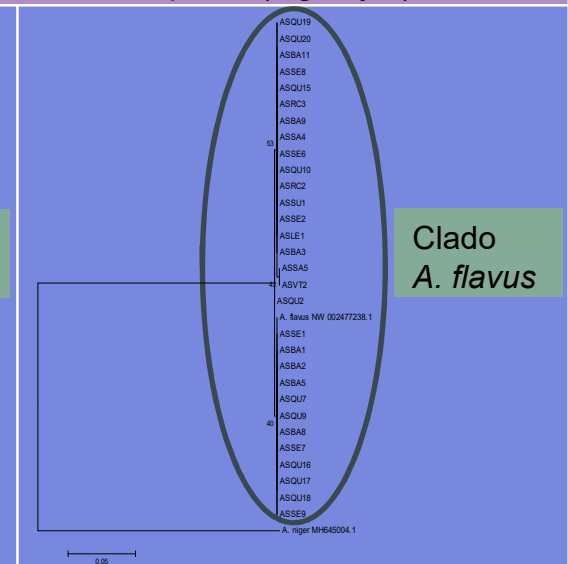 ASQU19
ASQU20
ASBA11
ASSE8
ASQU15
ASRC3
ASBA9
ASSA4
53
ASSE6
ASQU10
ASRC2
ASSU1
ASSE2
ASLE1
ASBA3
Clado
A. flavus
ASSA5
42
ASVT2
ASQU2
A. flavus NW 002477238.1
ASSE1
ASBA1
ASBA2
ASBA5
ASQU7
ASQU9
40
ASBA8
ASSE7
ASQU16
ASQU17
ASQU18
ASSE9
A. niger MH645004.1
0.05